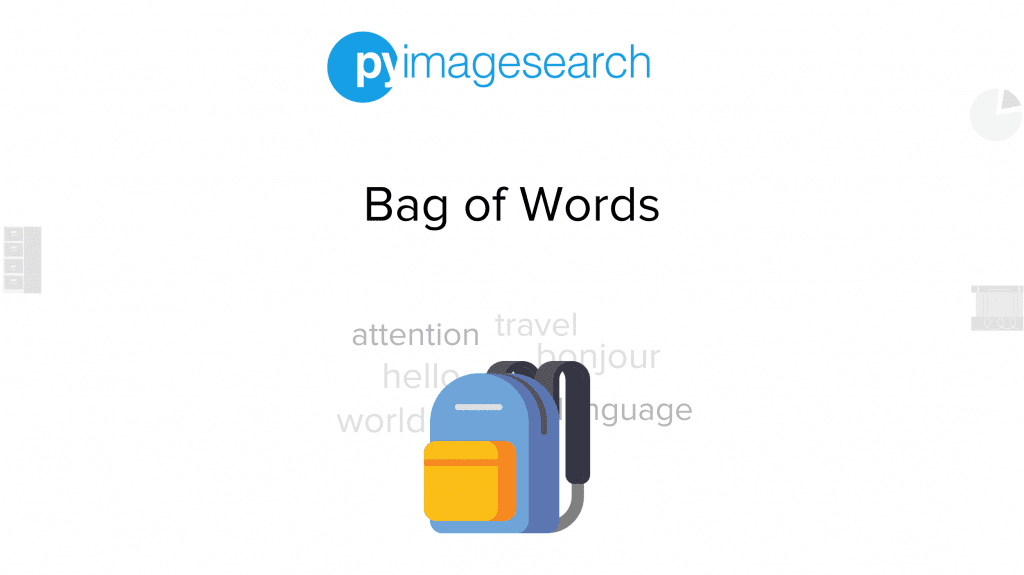 pyimagesearch
Bag of Words
attention travel
hello bonjour
world language